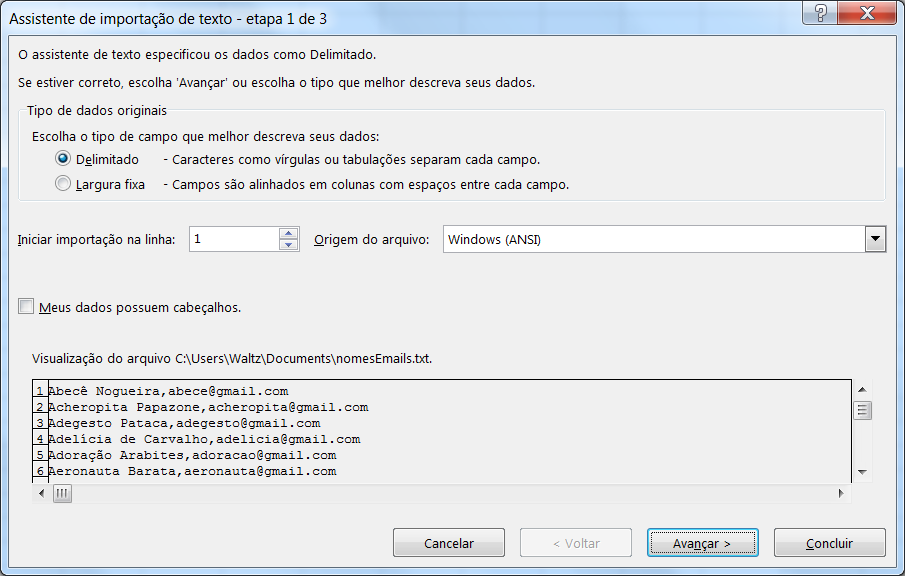 Assistente de importação de texto - etapa 1 de 3
O assistente de texto especificou os dados como Delimitado.
Se estiver correto, escolha 'Avançar' ou escolha o tipo que melhor descreva seus dados.
Tipo de dados originais
Escolha o tipo de campo que melhor descreva seus dados:
Delimitado - Caracteres como vírgulas ou tabulações separam cada campo.
Largura fixa - Campos são alinhados em colunas com espaços entre cada campo.
Iniciar importação na linha: 1 Origem do arquivo: Windows (ANSI)
Meus dados possuem cabeçalhos.
Visualização do arquivo C:\Users\Waltz\Documents\nomesEmails.txt.
1 Abecê Nogueira,abece@gmail.com
2 Acheropita Papazone,acheropita@gmail.com
3 Adegesto Pataca,adegesto@gmail.com
4 Adelícia de Carvalho,adelicia@gmail.com
5 Adoração Arabites,adoracao@gmail.com
6 Aeronauta Barata,aeronauta@gmail.com
Cancelar < Voltar Avançar > Concluir